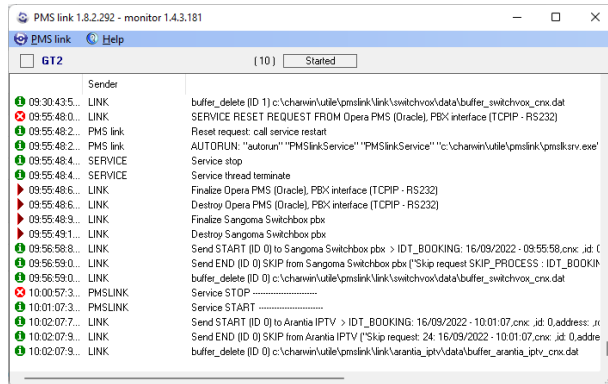 PMS link 1.8.2.292 - monitor 1.4.3.181
PMS link Help
GT2 (10) Started
Sender
09:30:43:5... LINK buffer_delete (ID 1) c:\charwin\utile\pmslink\link\switchvox\data\buffer_switchvox_cnx.dat
09:55:48:0... LINK SERVICE RESET REQUEST FROM Opera PMS (Oracle), PBX interface (TCPIP - RS232)
09:55:48:2... PMS link Reset request: call service restart
09:55:48:2... PMS link AUTORUN: "autorun" "PMSlinkService" "PMSlinkService" "c:\charwin\utile\pmslink\pmslksrv.exe"
09:55:48:4... SERVICE Service stop
09:55:48:4... SERVICE Service thread terminate
09:55:48:6... LINK Finalize Opera PMS (Oracle), PBX interface (TCPIP - RS232)
09:55:48:6... LINK Destroy Opera PMS (Oracle), PBX interface (TCPIP - RS232)
09:55:48:9... LINK Finalize Sangoma Switchbox pbx
09:55:49:1... LINK Destroy Sangoma Switchbox pbx
09:56:58:8... LINK Send START (ID 0) to Sangoma Switchbox pbx > IDT_BOOKING: 16/09/2022 - 09:55:58,cnx: ,id: (
09:56:59:0... LINK Send END (ID 0) SKIP from Sangoma Switchbox pbx ("Skip request SKIP_PROCESS : IDT_BOOKIN
09:56:59:0... LINK buffer_delete (ID 0) c:\charwin\utile\pmslink\link\switchvox\data\buffer_switchvox_cnx.dat
10:00:57:3... PMSLINK Service STOP -----------------------
10:01:07:3... PMSLINK Service START -----------------------
10:02:07:7... LINK Send START (ID 0) to Arantia IPTV > IDT_BOOKING: 16/09/2022 - 10:01:07,cnx: ,id: 0,address: ,ro
10:02:07:9... LINK Send END (ID 0) SKIP from Arantia IPTV ("Skip request: 24: 16/09/2022 - 10:01:07,cnx: ,id: 0,addre
10:02:07:9... LINK buffer_delete (ID 0) c:\charwin\utile\pmslink\link\arantia_iptv\data\buffer_arantia_iptv_cnx.dat